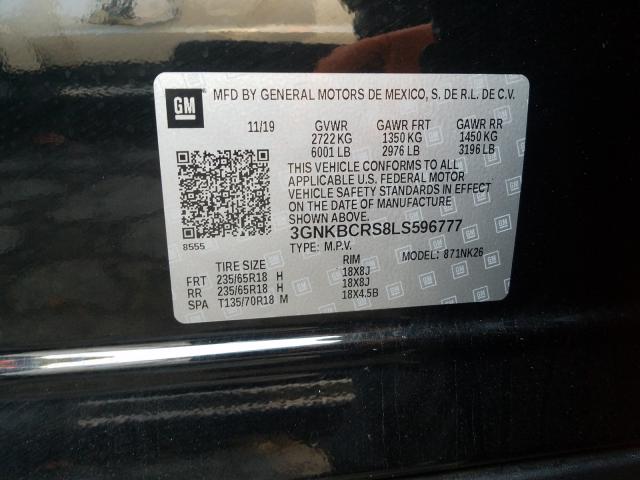 GM MFD BY GENERAL MOTORS DE MEXICO, S. DE R.L. DE C.V.
11/19 GVWR GAWR FRT GAWR RR
2722 KG 1350 KG 1450 KG
6001 LB 2976 LB 3196 LB
THIS VEHICLE CONFORMS TO ALL
APPLICABLE U.S. FEDERAL MOTOR
VEHICLE SAFETY STANDARDS IN EFFECT
ON THE DATE OF MANUFACTURE
SHOWN ABOVE.
3GNKBCRS8LS596777
8555
TYPE: M.P.V. MODEL: 871NK26
TIRE SIZE RIM
FRT 235/65R18 H 18X8J
RR 235/65R18 H 18X8J
SPA T135/70R18 M 18X4.5B